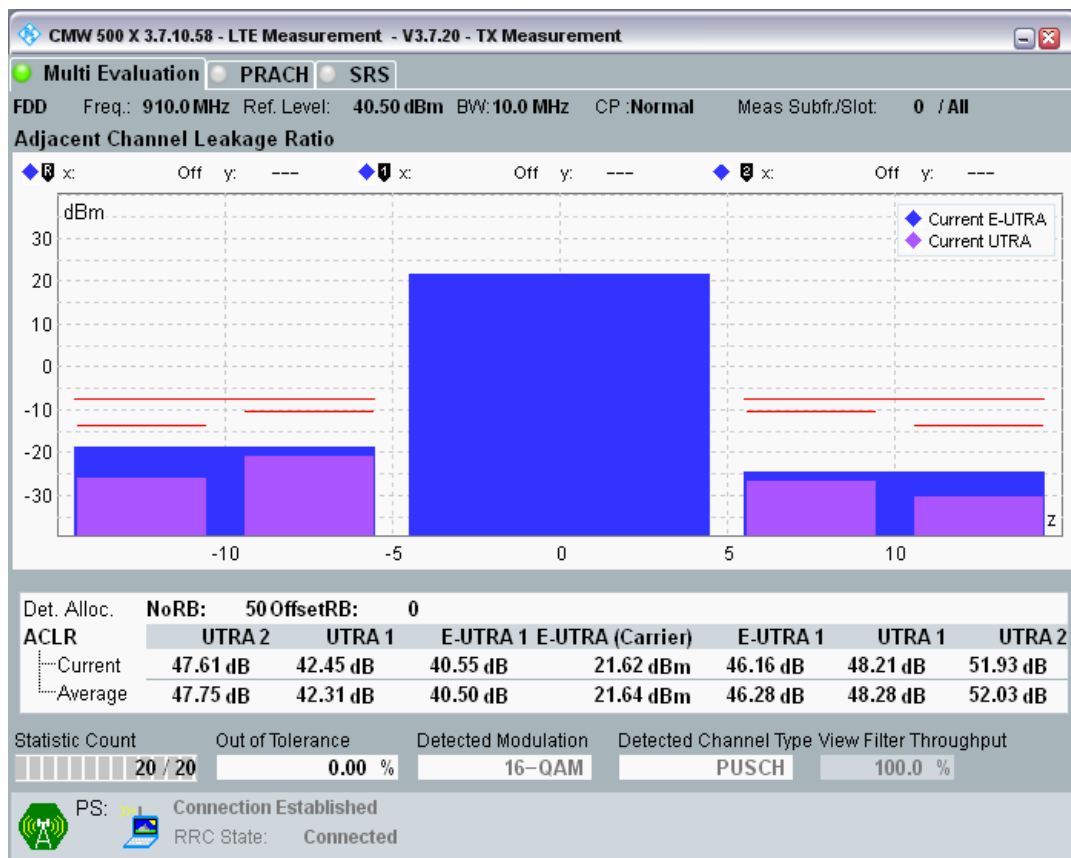 CMW 500 X 3.7.10.58 - LTE Measurement - V3.7.20 - TX Measurement
Multi Evaluation PRACH SRS
FDD Freq.: 910.0 MHz Ref. Level: 40.50 dBm BW: 10.0 MHz CP :Normal Meas Subfr./Slot: 0 / All
Adjacent Channel Leakage Ratio
R x: Off y: --- 1 x: Off y: --- 2 x: Off y: ---
dBm
Current E-UTRA
Current UTRA
30
20
10
0
-10
-20
-30
z
-10 -5 0 5 10
Det. Alloc. NoRB: 50 OffsetRB: 0
ACLR UTRA 2 UTRA 1 E-UTRA 1 E-UTRA (Carrier) E-UTRA 1 UTRA 1 UTRA 2
Current 47.61 dB 42.45 dB 40.55 dB 21.62 dBm 46.16 dB 48.21 dB 51.93 dB
Average 47.75 dB 42.31 dB 40.50 dB 21.64 dBm 46.28 dB 48.28 dB 52.03 dB
Statistic Count Out of Tolerance Detected Modulation Detected Channel Type View Filter Throughput
20 / 20 0.00 % 16-QAM PUSCH 100.0 %
PS: Connection Established
RRC State: Connected